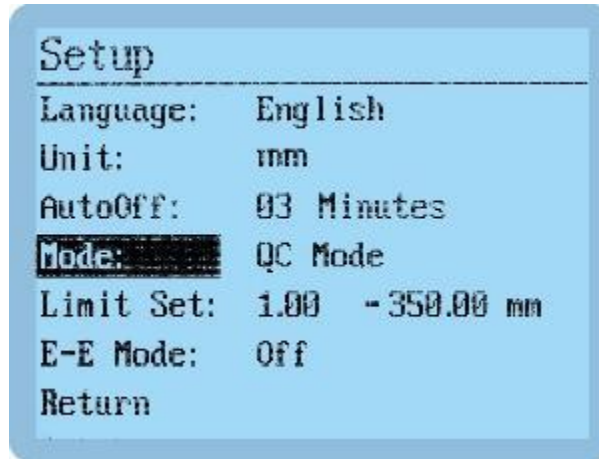 Setup
Language: English
Unit: mm
AutoOff: 03 Minutes
Mode: QC Mode
Limit Set: 1.00 -350.00 mm
E-E Mode: Off
Return